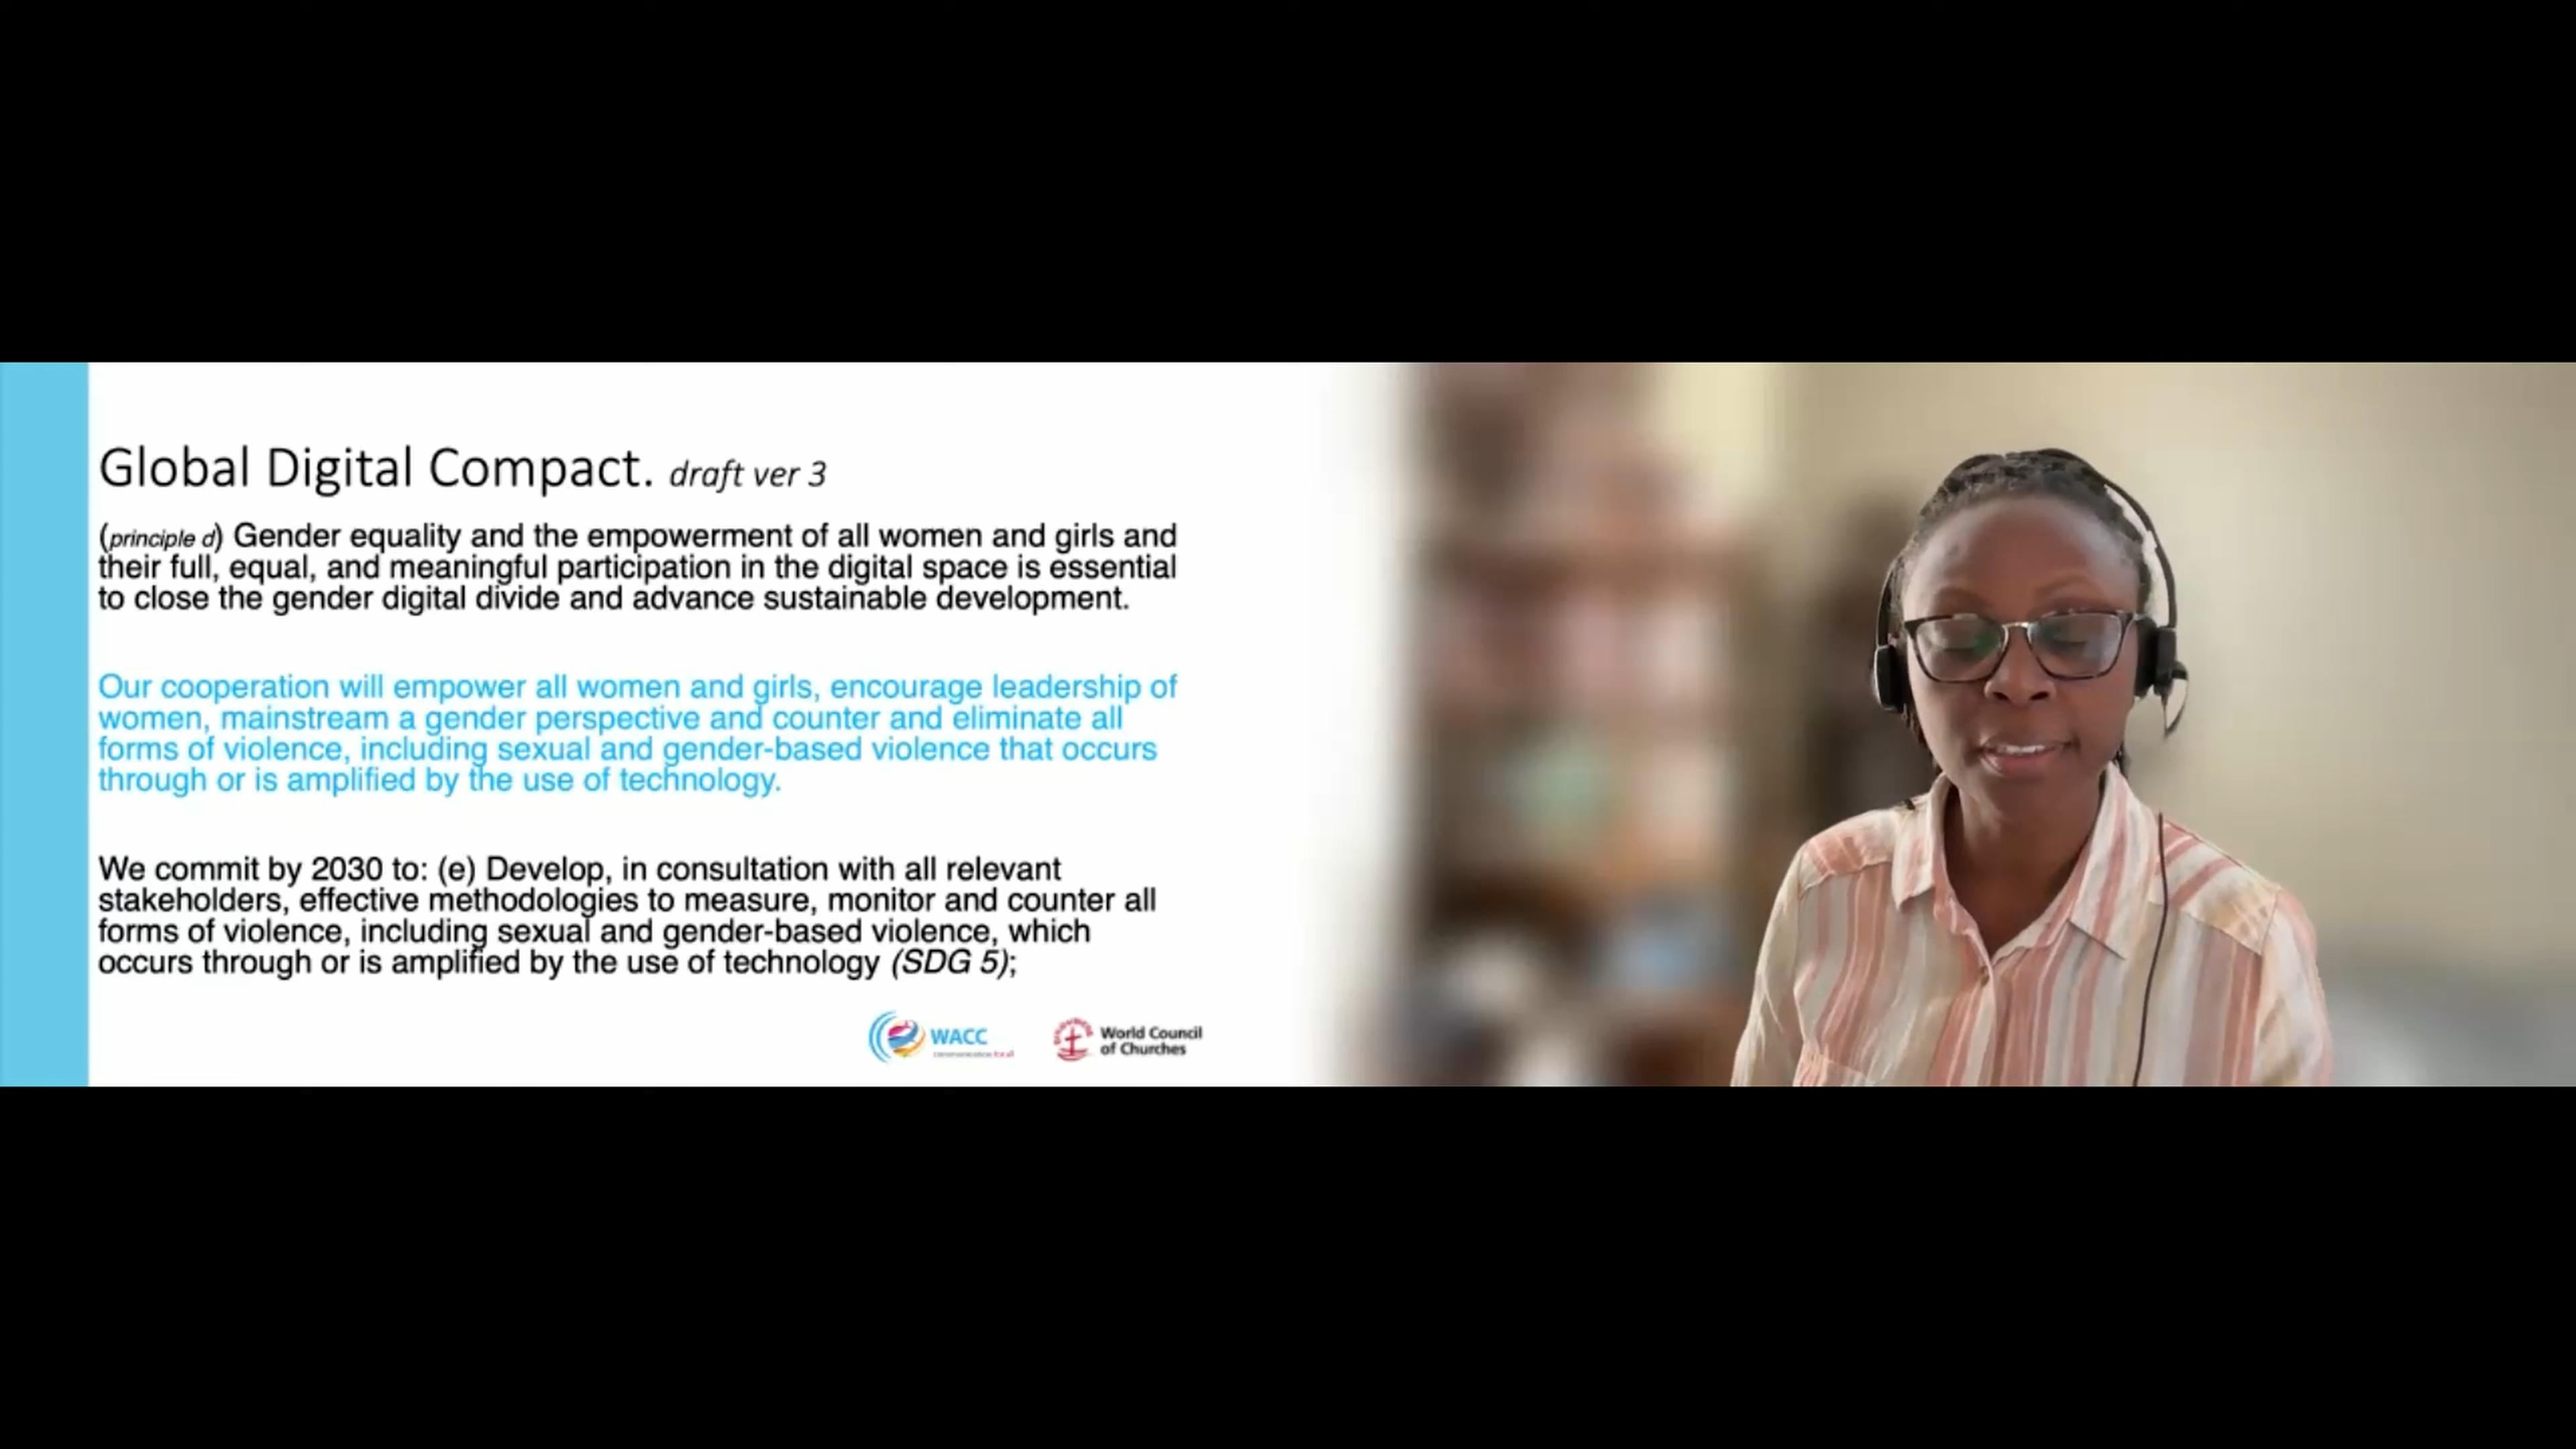 Global Digital Compact. draft ver 3
(principle d) Gender equality and the empowerment of all women and girls and
their full, equal, and meaningful participation in the digital space is essential
to close the gender digital divide and advance sustainable development.
Our cooperation will empower all women and girls, encourage leadership of
women, mainstream a gender perspective and counter and eliminate all
forms of violence, including sexual and gender-based violence that occurs
through or is amplified by the use of technology.
We commit by 2030 to: (e) Develop, in consultation with all relevant
stakeholders, effective methodologies to measure, monitor and counter all
forms of violence, including sexual and gender-based violence, which
occurs through or is amplified by the use of technology (SDG 5);
WACC
communication for all
World Council
of Churches